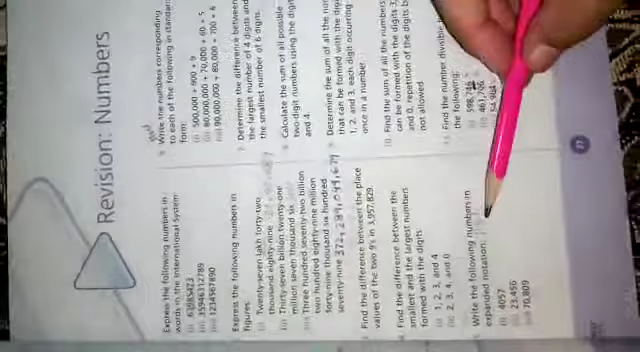 Revision: Numbers
Express the following numbers in
words in the International System:
(i) 63985423
(ii) 35946312789
(iii) 1234567890
Express the following numbers in
figures.
(i) Twenty-seven lakh forty-two
thousand eighty-nine
(ii) Thirty-seven billion twenty-one
million seven thousand six
(iii) Three hundred seventy-two billion
two hundred eighty-nine million
forty-nine thousand six hundred
seventy-nine 372,289,049,679
Find the difference between the place
values of the two 9's in 3,957,829.
Find the difference between the
smallest and the largest numbers
formed with the digits
(i) 1, 2, 3, and 4
(ii) 2, 3, 4, and 0
Write the following numbers in
expanded notation:
(i) 4057
(ii) 23,456
(iii) 70,809
Write the numbers corresponding
to each of the following in standard
form:
(i) 500,000 + 900 + 9
(ii) 80,000,000 + 70,000 + 60 + 5
(iii) 90,000,000 + 80,000 + 700 + 6
Determine the difference between
the largest number of 4 digits and
the smallest number of 6 digits.
Calculate the sum of all possible
two-digit numbers using the digits
and 4.
Determine the sum of all the
that can be formed with the
1, 2, and 3, each digit occurring
once in a number.
10. Find the sum of all the numbers
can be formed with the digits
and 0, repetition of the digits
not allowed.
11. Find the number divisible
the following:
(i)
(ii) 461,706
27